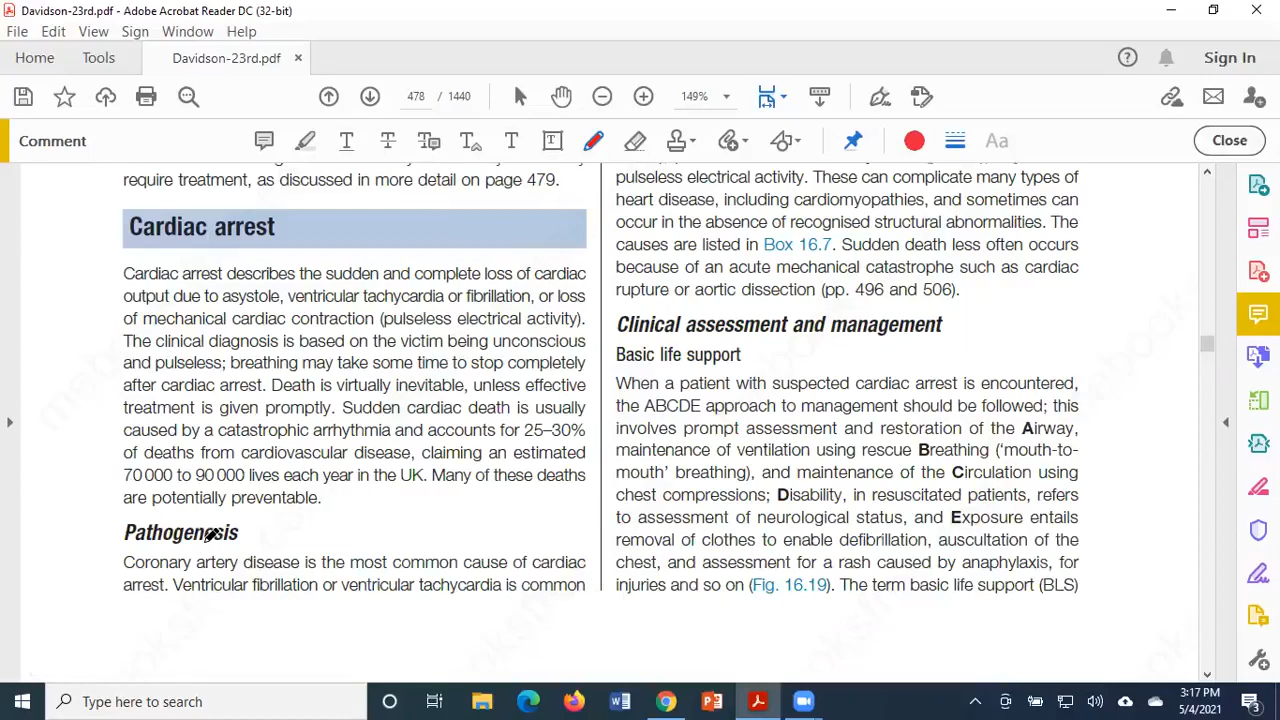 Davidson-23rd.pdf - Adobe Acrobat Reader DC (32-bit)
File Edit View Sign Window Help
Home Tools Davidson-23rd.pdf × Sign In
478 / 1440 149%
Comment Aa Close
require treatment, as discussed in more detail on page 479.
Cardiac arrest
Cardiac arrest describes the sudden and complete loss of cardiac
output due to asystole, ventricular tachycardia or fibrillation, or loss
of mechanical cardiac contraction (pulseless electrical activity).
The clinical diagnosis is based on the victim being unconscious
and pulseless; breathing may take some time to stop completely
after cardiac arrest. Death is virtually inevitable, unless effective
treatment is given promptly. Sudden cardiac death is usually
caused by a catastrophic arrhythmia and accounts for 25–30%
of deaths from cardiovascular disease, claiming an estimated
70 000 to 90 000 lives each year in the UK. Many of these deaths
are potentially preventable.
Pathogenesis
Coronary artery disease is the most common cause of cardiac
arrest. Ventricular fibrillation or ventricular tachycardia is common
pulseless electrical activity. These can complicate many types of
heart disease, including cardiomyopathies, and sometimes can
occur in the absence of recognised structural abnormalities. The
causes are listed in Box 16.7. Sudden death less often occurs
because of an acute mechanical catastrophe such as cardiac
rupture or aortic dissection (pp. 496 and 506).
Clinical assessment and management
Basic life support
When a patient with suspected cardiac arrest is encountered,
the ABCDE approach to management should be followed; this
involves prompt assessment and restoration of the Airway,
maintenance of ventilation using rescue Breathing (‘mouth-to-
mouth’ breathing), and maintenance of the Circulation using
chest compressions; Disability, in resuscitated patients, refers
to assessment of neurological status, and Exposure entails
removal of clothes to enable defibrillation, auscultation of the
chest, and assessment for a rash caused by anaphylaxis, for
injuries and so on (Fig. 16.19). The term basic life support (BLS)
Type here to search
3:17 PM
5/4/2021
3